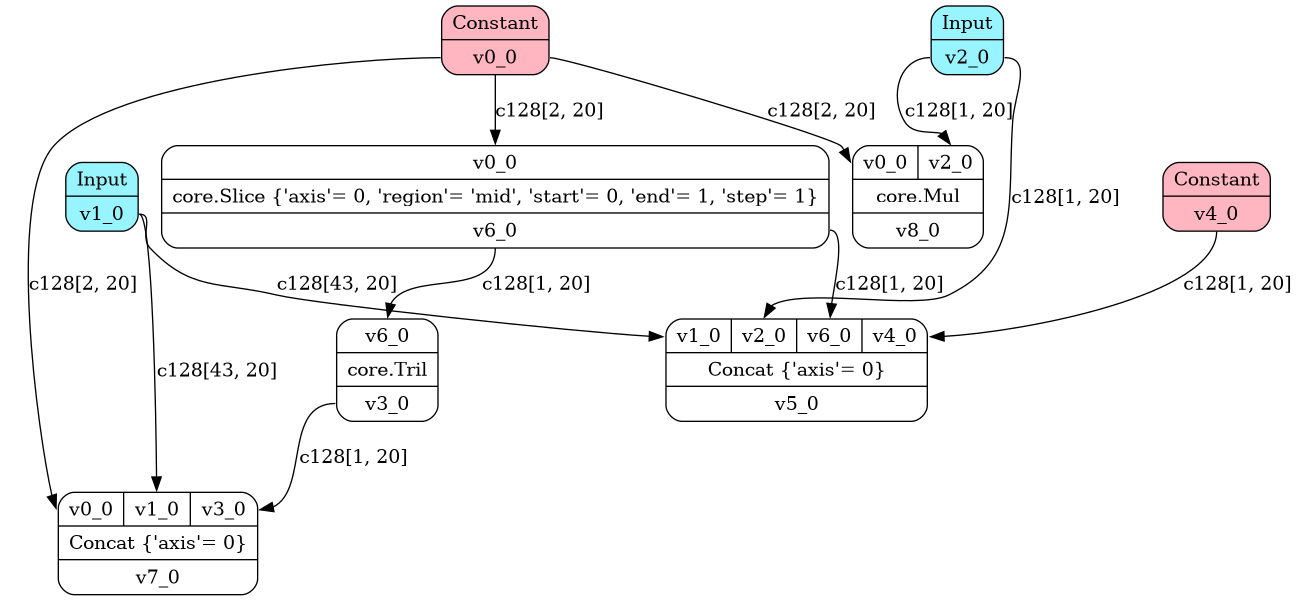 Constant
v0_0
Input
v2_0
c128[2, 20]
c128[2, 20]
c128[1, 20]
Input
v1_0
v0_0
core.Slice {'axis'= 0, 'region'= 'mid', 'start'= 0, 'end'= 1, 'step'= 1}
v6_0
v0_0 v2_0
core.Mul
v8_0
c128[1, 20]
Constant
v4_0
c128[2, 20]
c128[43, 20]
c128[1, 20]
c128[1, 20]
c128[1, 20]
v6_0
core.Tril
v3_0
v1_0 v2_0 v6_0 v4_0
Concat {'axis'= 0}
v5_0
c128[43, 20]
c128[1, 20]
v0_0 v1_0 v3_0
Concat {'axis'= 0}
v7_0